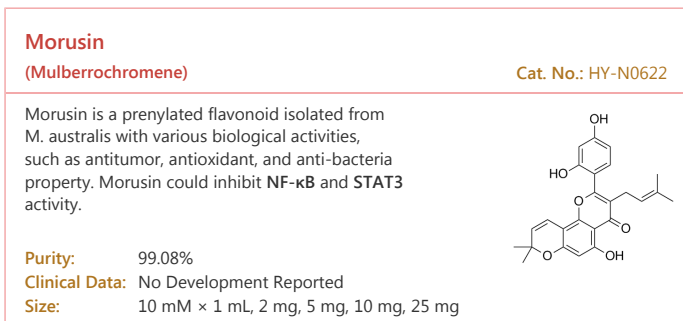 Morusin
(Mulberrochromene)
Cat. No.: HY-N0622
Morusin is a prenylated flavonoid isolated from
M. australis with various biological activities,
such as antitumor, antioxidant, and anti-bacteria
property. Morusin could inhibit NF-κB and STAT3
activity.
OH
HO
O
O
O
OH
Purity: 99.08%
Clinical Data: No Development Reported
Size: 10 mM × 1 mL, 2 mg, 5 mg, 10 mg, 25 mg